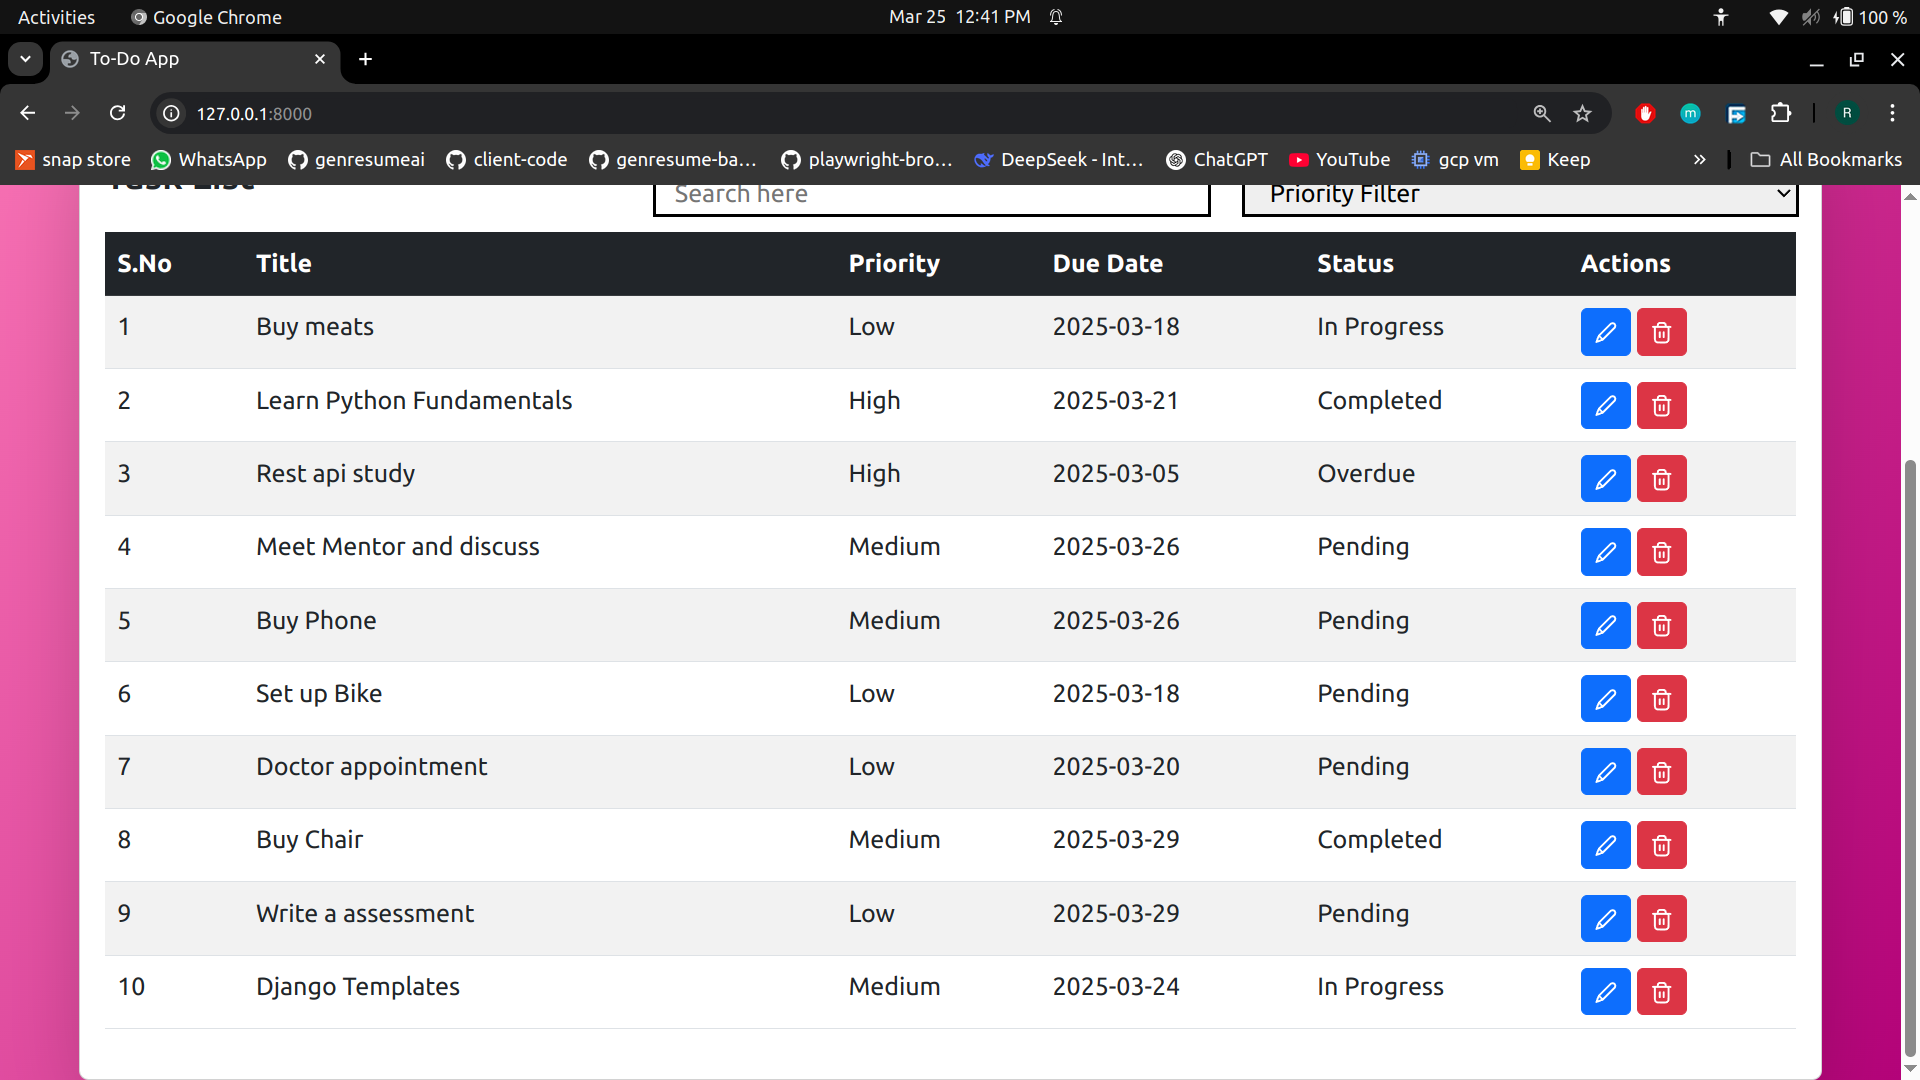 Activities Google Chrome Mar 25 12:41 PM 100 %
To-Do App
127.0.0.1:8000
snap store WhatsApp genresumeai client-code genresume-ba... playwright-bro... DeepSeek - Int... ChatGPT YouTube gcp vm Keep » All Bookmarks
Task List Search here Priority Filter
S.No Title Priority Due Date Status Actions
1 Buy meats Low 2025-03-18 In Progress
2 Learn Python Fundamentals High 2025-03-21 Completed
3 Rest api study High 2025-03-05 Overdue
4 Meet Mentor and discuss Medium 2025-03-26 Pending
5 Buy Phone Medium 2025-03-26 Pending
6 Set up Bike Low 2025-03-18 Pending
7 Doctor appointment Low 2025-03-20 Pending
8 Buy Chair Medium 2025-03-29 Completed
9 Write a assessment Low 2025-03-29 Pending
10 Django Templates Medium 2025-03-24 In Progress